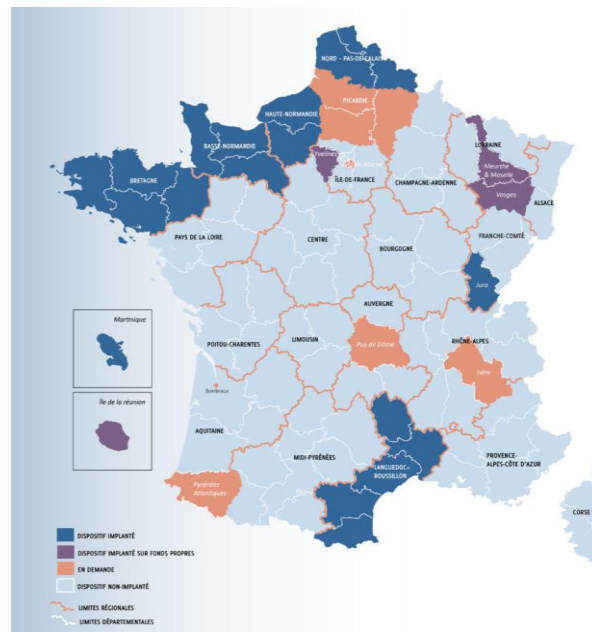 NORD – PAS-DE-CALAIS
PICARDIE
HAUTE-NORMANDIE
BASSE-NORMANDIE
BRETAGNE
Yvelines
ÎLE-DE-FRANCE
CHAMPAGNE-ARDENNE
LORRAINE
Meurthe
& Moselle
Vosges
ALSACE
PAYS DE LA LOIRE
CENTRE
BOURGOGNE
FRANCHE-COMTÉ
Jura
AUVERGNE
Martinique
POITOU-CHARENTES
LIMOUSIN
Puy de Dôme
RHÔNE-ALPES
Isère
Bordeaux
Île de la réunion
AQUITAINE
MIDI-PYRÉNÉES
LANGUEDOC-
ROUSSILLON
PROVENCE-
ALPES-CÔTE D'AZUR
Pyrénées
Atlantiques
CORSE
DISPOSITIF IMPLANTÉ
DISPOSITIF IMPLANTÉ SUR FONDS PROPRES
EN DEMANDE
DISPOSITIF NON-IMPLANTÉ
LIMITES RÉGIONALES
LIMITES DÉPARTEMENTALES